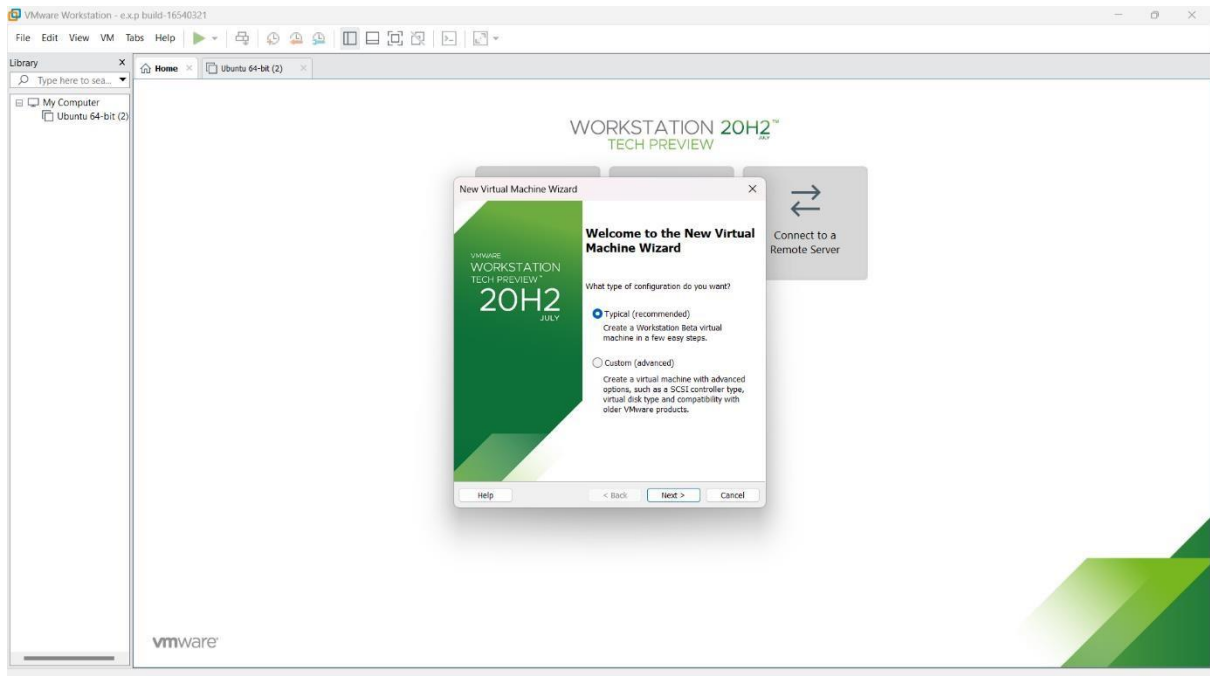 VMware Workstation - e.x.p build-16540321
File Edit View VM Tabs Help
Library X
Type here to sea...
My Computer
Ubuntu 64-bit (2)
Home
Ubuntu 64-bit (2)
WORKSTATION 20H2™
JULY
TECH PREVIEW
Connect to a
Remote Server
New Virtual Machine Wizard
VMWARE
WORKSTATION
TECH PREVIEW™
20H2
JULY
Welcome to the New Virtual
Machine Wizard
What type of configuration do you want?
Typical (recommended)
Create a Workstation Beta virtual
machine in a few easy steps.
Custom (advanced)
Create a virtual machine with advanced
options, such as a SCSI controller type,
virtual disk type and compatibility with
older VMware products.
Help
< Back
Next >
Cancel
vmware®